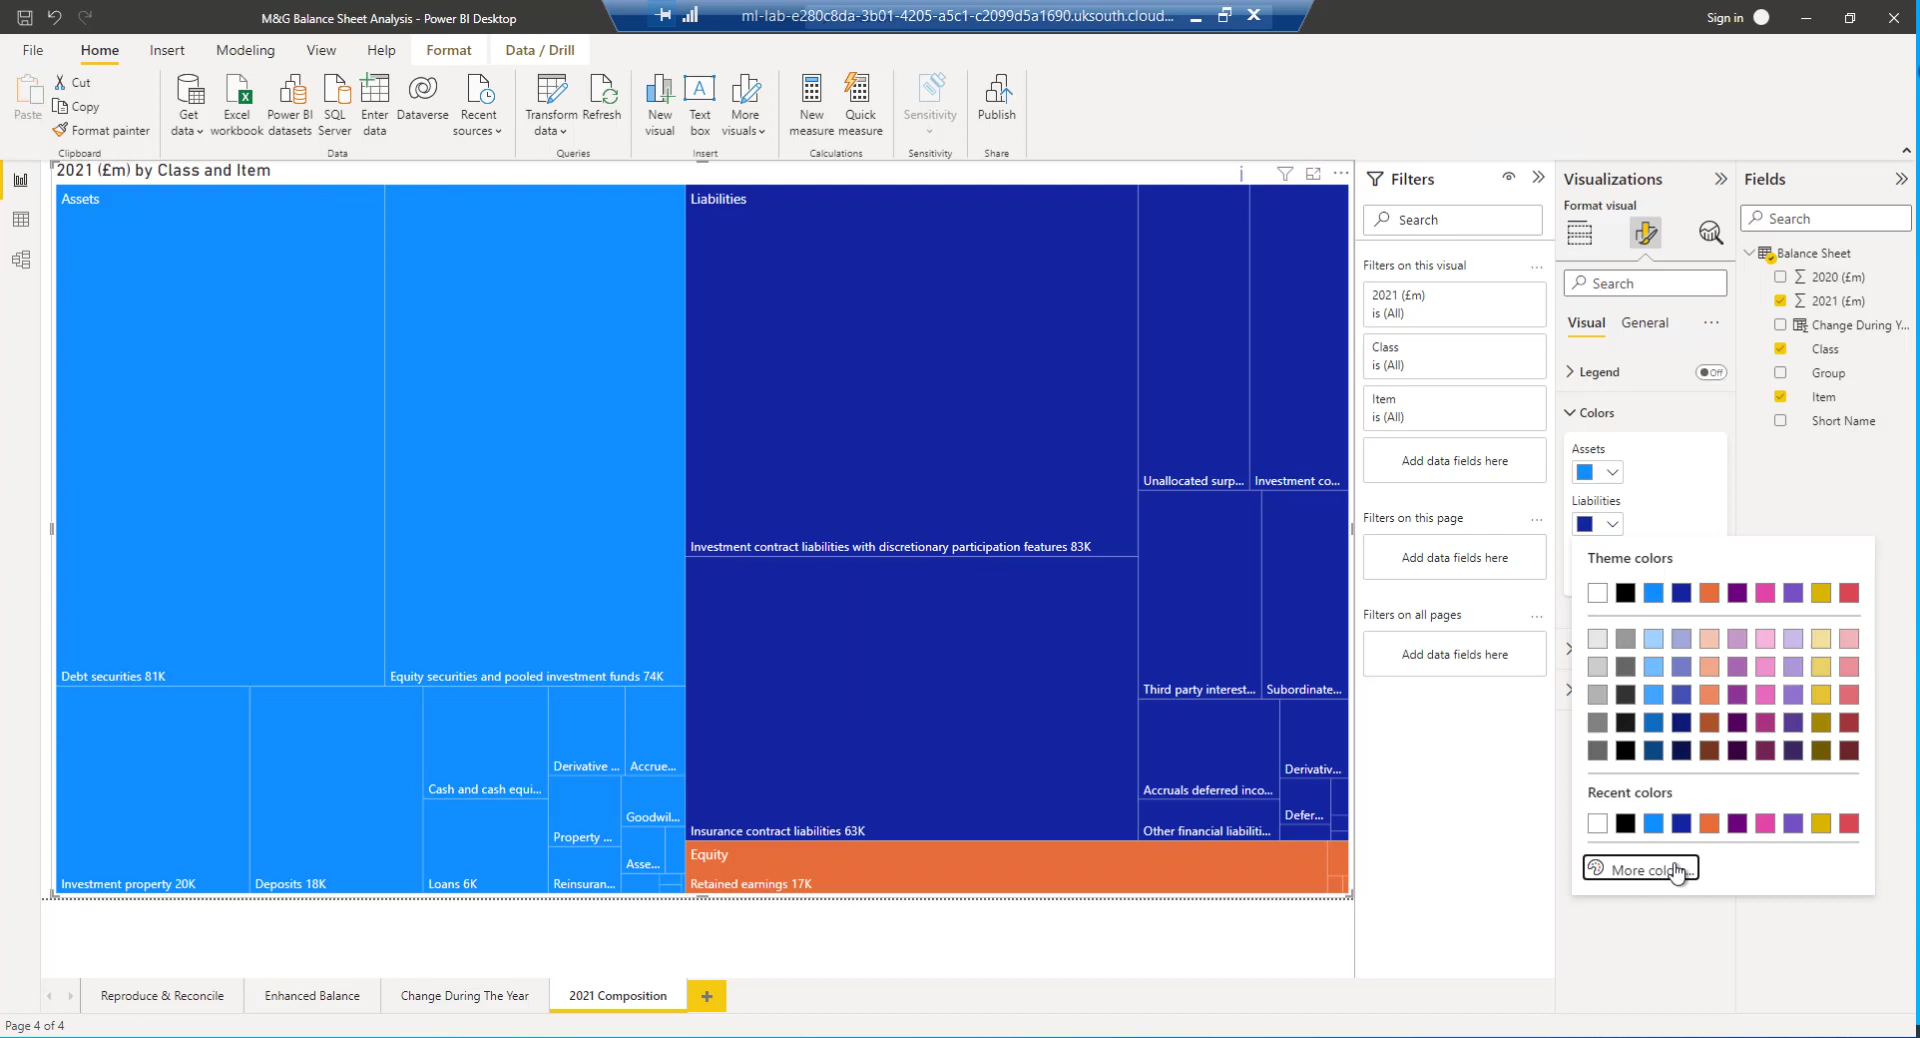 M&G Balance Sheet Analysis - Power BI Desktop
ml-lab-e280c8da-3b01-4205-a5c1-c2099d5a1690.uksouth.cloud...
Sign in
File
Home
Insert
Modeling
View
Help
Format
Data / Drill
Paste
Cut
Copy
Format painter
Clipboard
Get data
Excel workbook
Power BI datasets
SQL Server
Enter data
Dataverse
Recent sources
Data
Transform data
Refresh
Queries
New visual
Text box
More visuals
Insert
New measure
Quick measure
Calculations
Sensitivity
Sensitivity
Publish
Share
2021 (£m) by Class and Item
Assets
Debt securities 81K
Equity securities and pooled investment funds 74K
Investment property 20K
Deposits 18K
Cash and cash equi...
Loans 6K
Derivative ...
Accrue...
Property ...
Goodwil...
Asse...
Reinsuran...
Liabilities
Investment contract liabilities with discretionary participation features 83K
Insurance contract liabilities 63K
Unallocated surp...
Investment co...
Third party interest...
Subordinate...
Accruals deferred inco...
Derivativ...
Defer...
Other financial liabiliti...
Equity
Retained earnings 17K
Filters
Search
Filters on this visual
2021 (£m)
is (All)
Class
is (All)
Item
is (All)
Add data fields here
Filters on this page
Add data fields here
Filters on all pages
Add data fields here
Visualizations
Format visual
Search
Visual
General
Legend
Off
Colors
Assets
Liabilities
Theme colors
Recent colors
More colo
Fields
Search
Balance Sheet
2020 (£m)
2021 (£m)
Change During Y...
Class
Group
Item
Short Name
Reproduce & Reconcile
Enhanced Balance
Change During The Year
2021 Composition
Page 4 of 4